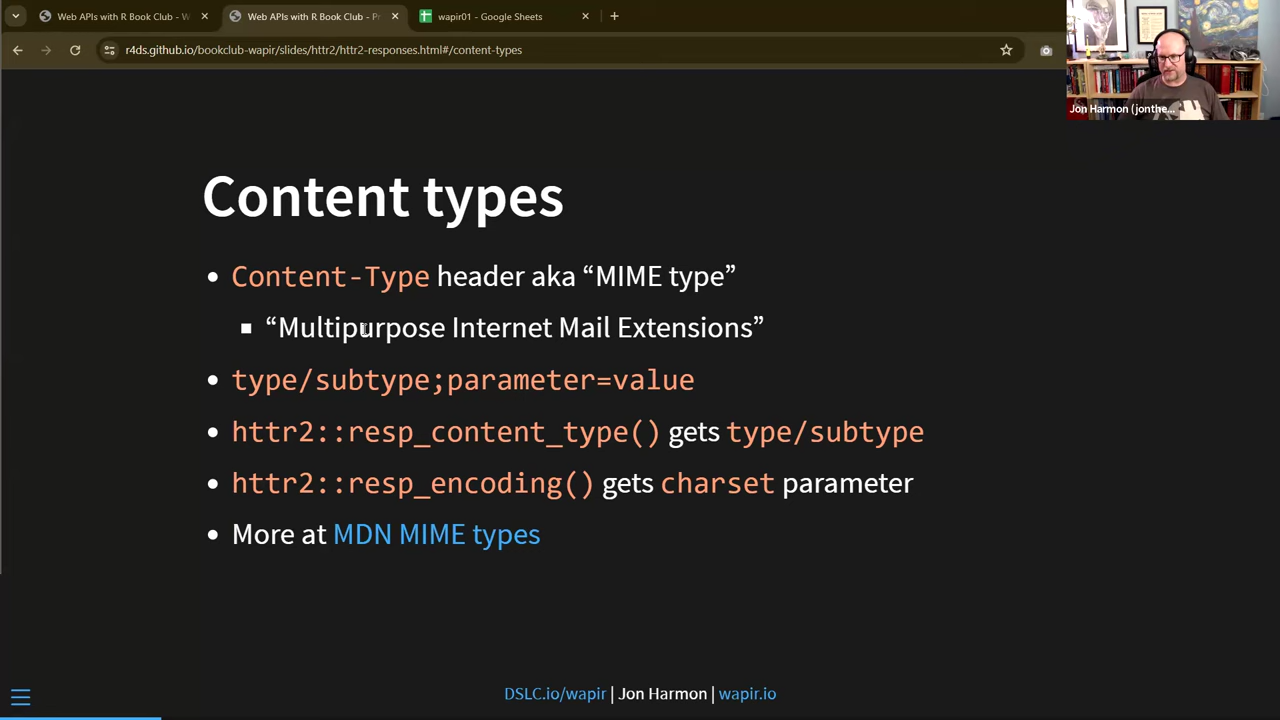 Web APIs with R Book Club - W
Web APIs with R Book Club - Pr
wapir01 - Google Sheets
r4ds.github.io/bookclub-wapir/slides/httr2/httr2-responses.html#/content-types
Jon Harmon (jonthe...
Content types
• Content-Type header aka “MIME type”
▪ “Multipurpose Internet Mail Extensions”
• type/subtype;parameter=value
• httr2::resp_content_type() gets type/subtype
• httr2::resp_encoding() gets charset parameter
• More at MDN MIME types
DSLC.io/wapir | Jon Harmon | wapir.io